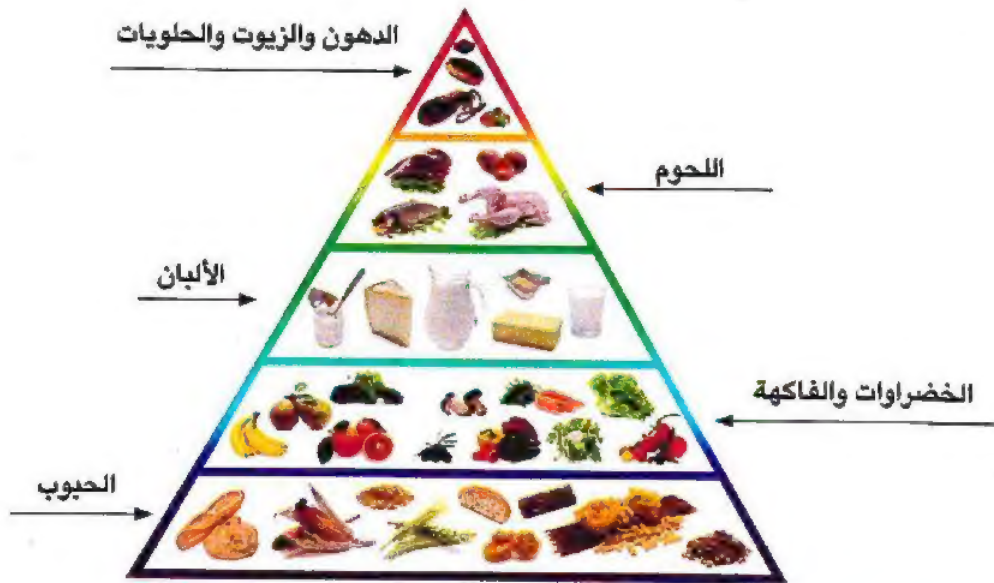 الدهون والزيوت والحلويات
اللحوم
الألبان
الخضراوات والفاكهة
الحبوب